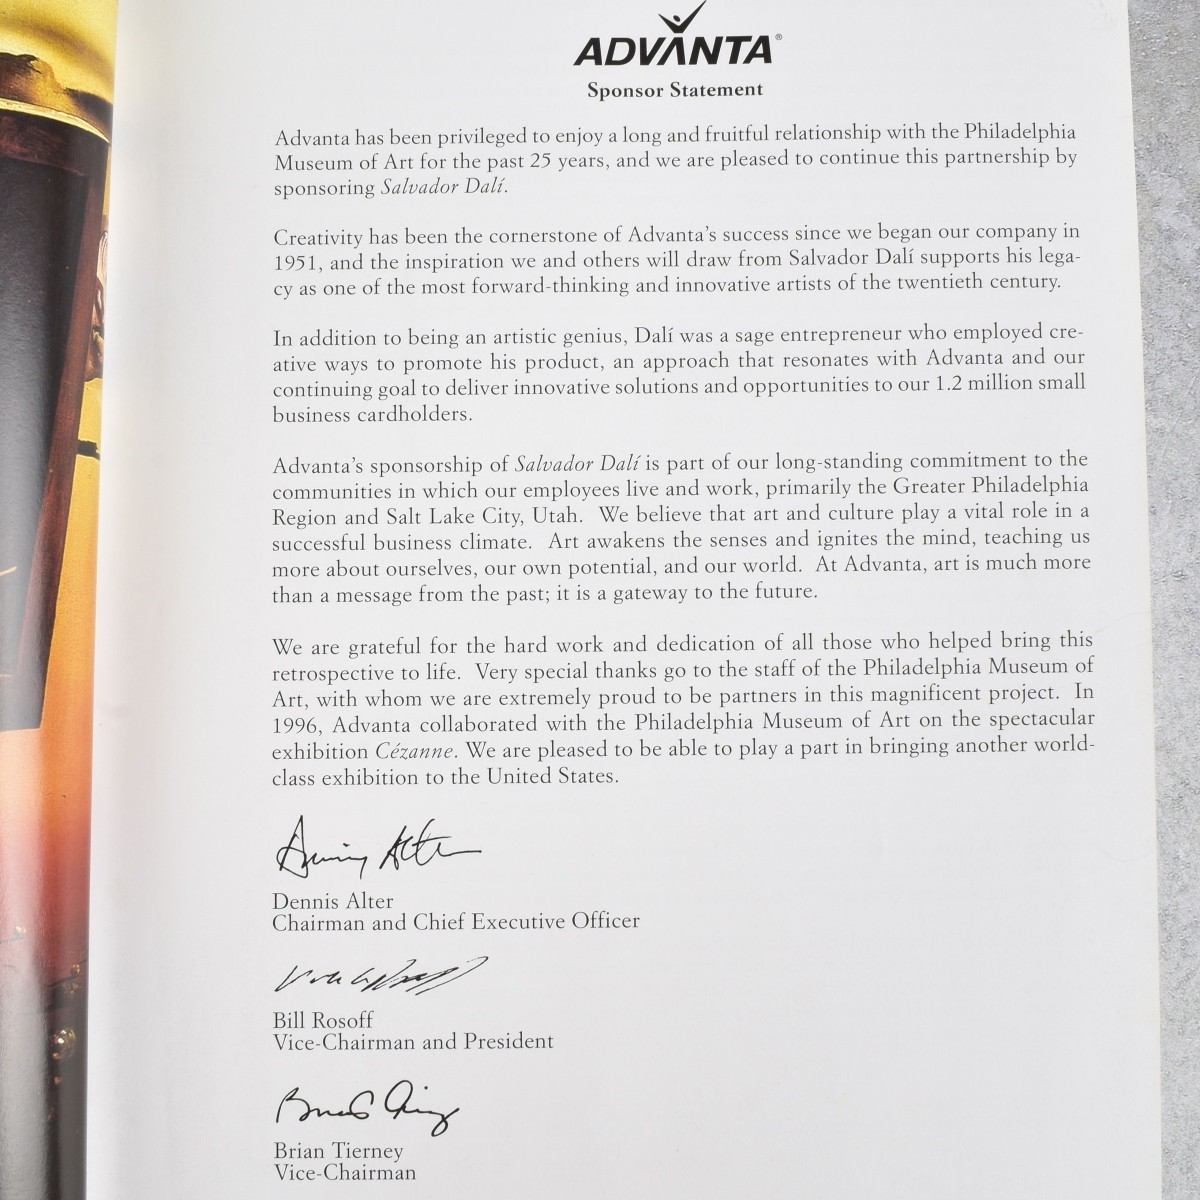 ADVANTA®
Sponsor Statement
Advanta has been privileged to enjoy a long and fruitful relationship with the Philadelphia
Museum of Art for the past 25 years, and we are pleased to continue this partnership by
sponsoring Salvador Dalí.
Creativity has been the cornerstone of Advanta's success since we began our company in
1951, and the inspiration we and others will draw from Salvador Dalí supports his lega-
cy as one of the most forward-thinking and innovative artists of the twentieth century.
In addition to being an artistic genius, Dalí was a sage entrepreneur who employed cre-
ative ways to promote his product, an approach that resonates with Advanta and our
continuing goal to deliver innovative solutions and opportunities to our 1.2 million small
business cardholders.
Advanta's sponsorship of Salvador Dalí is part of our long-standing commitment to the
communities in which our employees live and work, primarily the Greater Philadelphia
Region and Salt Lake City, Utah. We believe that art and culture play a vital role in a
successful business climate. Art awakens the senses and ignites the mind, teaching us
more about ourselves, our own potential, and our world. At Advanta, art is much more
than a message from the past; it is a gateway to the future.
We are grateful for the hard work and dedication of all those who helped bring this
retrospective to life. Very special thanks go to the staff of the Philadelphia Museum of
Art, with whom we are extremely proud to be partners in this magnificent project. In
1996, Advanta collaborated with the Philadelphia Museum of Art on the spectacular
exhibition Cézanne. We are pleased to be able to play a part in bringing another world-
class exhibition to the United States.
Dennis Alter
Chairman and Chief Executive Officer
Bill Rosoff
Vice-Chairman and President
Brian Tierney
Vice-Chairman